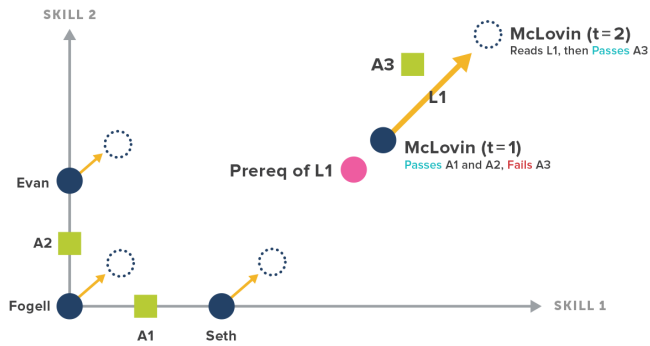 SKILL 2
McLovin (t=2)
Reads L1, then Passes A3
A3
L1
McLovin (t=1)
Passes A1 and A2, Fails A3
Prereq of L1
Evan
A2
Fogell
SKILL 1
A1
Seth